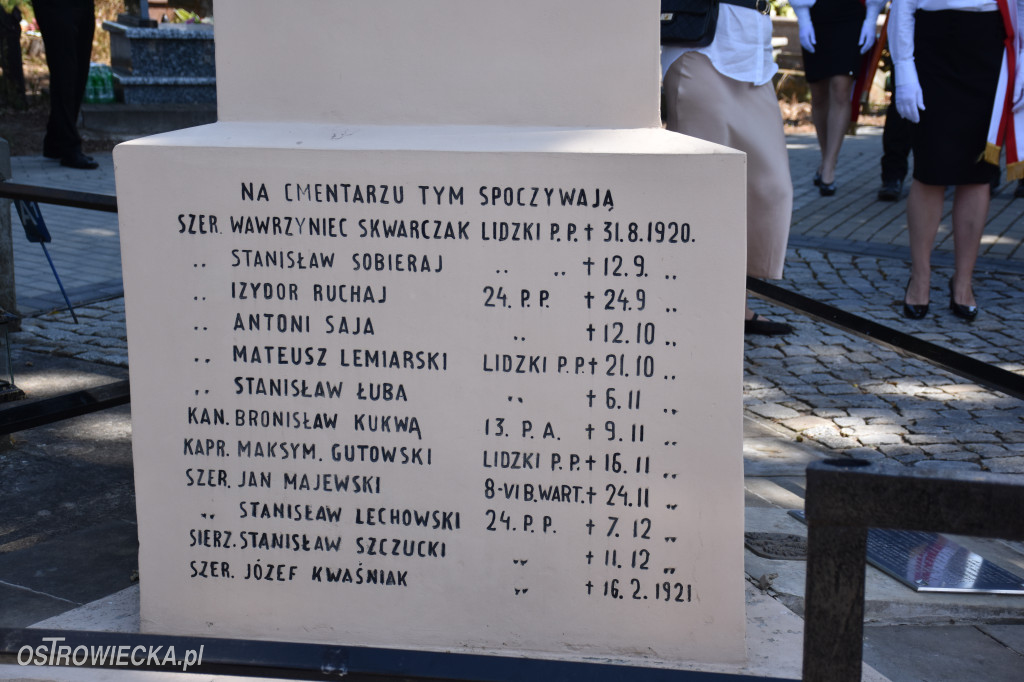 NA CMENTARZU TYM SPOCZYWAJĄ
SZER. WAWRZYNIEC SKWARCZAK LIDZKI P.P. † 31.8.1920.
„ STANISŁAW SOBIERAJ „ „ † 12.9. „
„ IZYDOR RUCHAJ 24. P.P. † 24.9 „
„ ANTONI SAJA „ † 12.10 „
„ MATEUSZ LEMIARSKI LIDZKI P.P. † 21.10 „
„ STANISŁAW ŁUBA „ † 6.11 „
KAN. BRONISŁAW KUKWĄ 13. P.A. † 9.11 „
KAPR. MAKSYM. GUTOWSKI LIDZKI P.P. † 16.11 „
SZER. JAN MAJEWSKI 8-VI B.WART. † 24.11 „
„ STANISŁAW LECHOWSKI 24. P.P. † 7.12 „
SIERZ. STANISŁAW SZCZUCKI „ † 11.12 „
SZER. JÓZEF KWAŚNIAK „ † 16.2.1921
OSTROWIECKA.pl